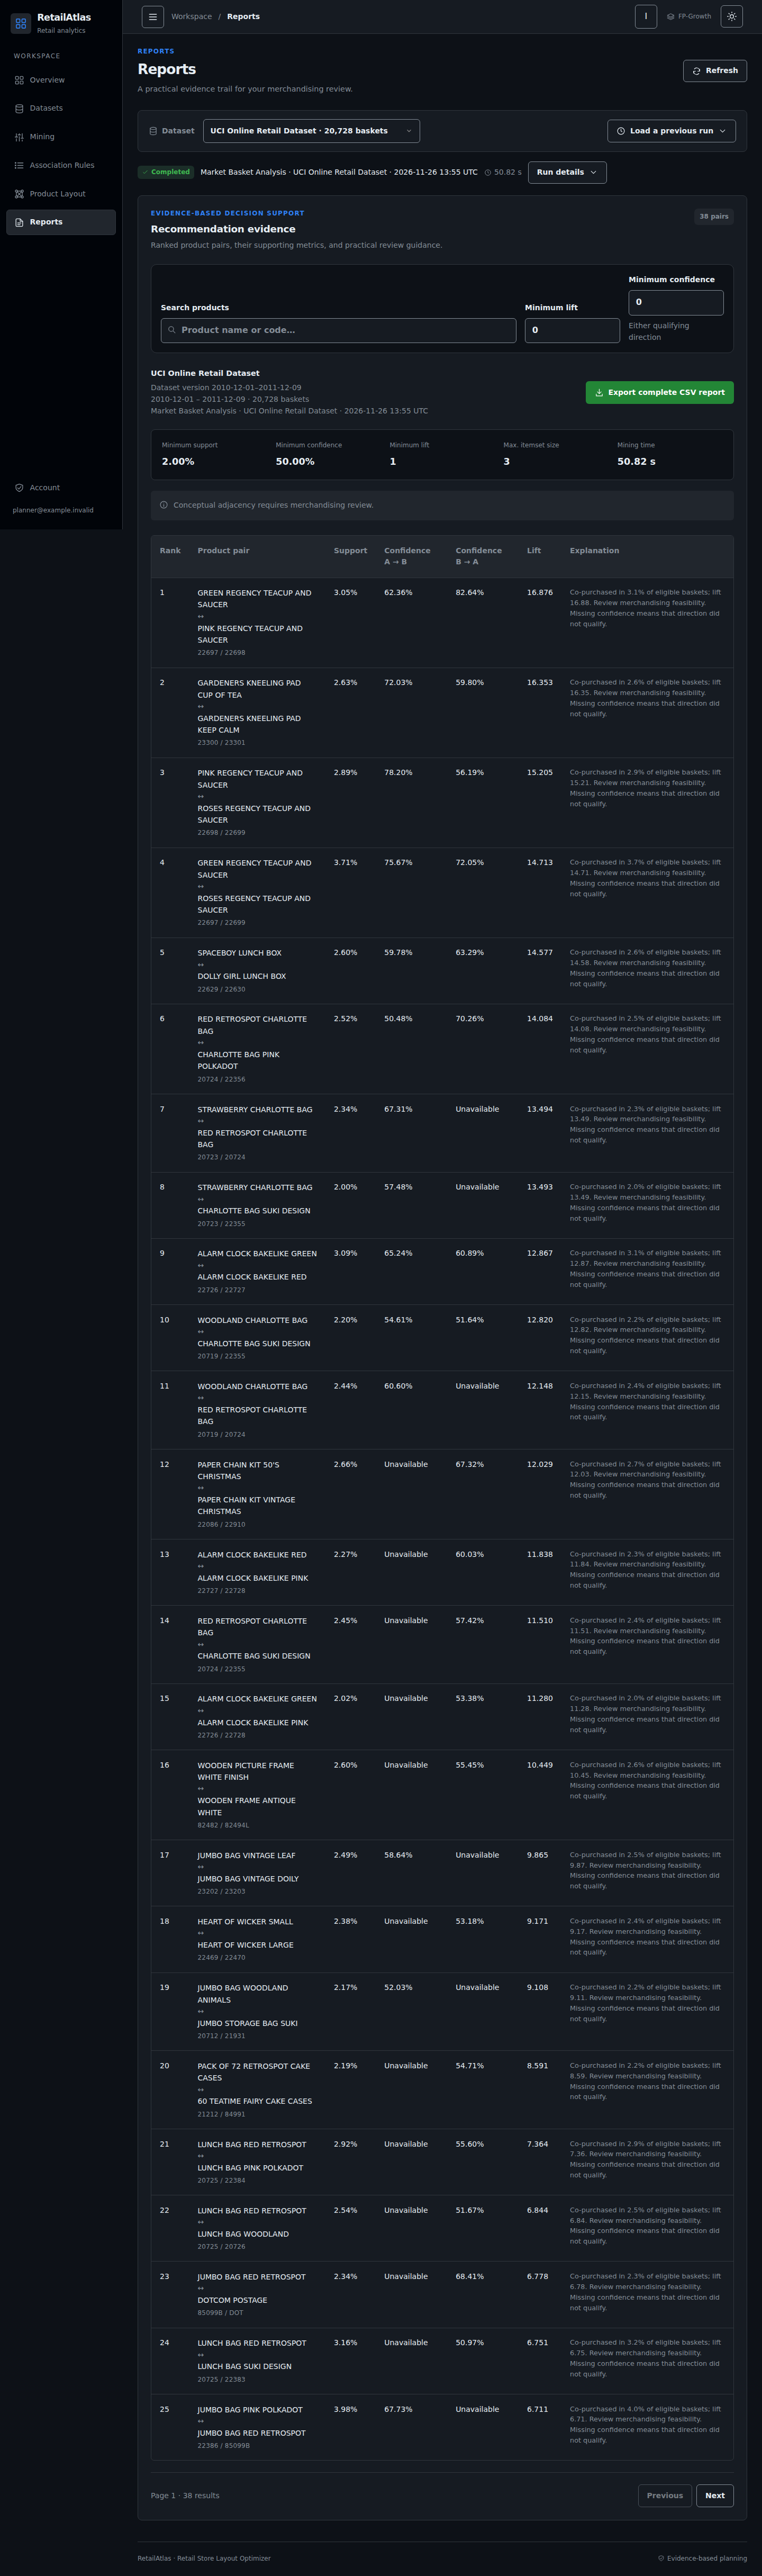 RetailAtlas
Retail analytics
WORKSPACE
Overview
Datasets
Mining
Association Rules
Product Layout
Reports
Account
planner@example.invalid
Workspace / Reports
I
FP-Growth
REPORTS
Reports
A practical evidence trail for your merchandising review.
Refresh
Dataset
UCI Online Retail Dataset · 20,728 baskets
Load a previous run
Completed
Market Basket Analysis · UCI Online Retail Dataset · 2026-11-26 13:55 UTC
50.82 s
Run details
EVIDENCE-BASED DECISION SUPPORT
Recommendation evidence
Ranked product pairs, their supporting metrics, and practical review guidance.
38 pairs
Search products
Product name or code…
Minimum lift
0
Minimum confidence
0
Either qualifying
direction
UCI Online Retail Dataset
Dataset version 2010-12-01–2011-12-09
2010-12-01 – 2011-12-09 · 20,728 baskets
Market Basket Analysis · UCI Online Retail Dataset · 2026-11-26 13:55 UTC
Export complete CSV report
Minimum support
2.00%
Minimum confidence
50.00%
Minimum lift
1
Max. itemset size
3
Mining time
50.82 s
Conceptual adjacency requires merchandising review.
Rank Product pair Support Confidence Confidence Lift Explanation
A → B B → A
1 GREEN REGENCY TEACUP AND 3.05% 62.36% 82.64% 16.876 Co-purchased in 3.1% of eligible baskets; lift
SAUCER 16.88. Review merchandising feasibility.
↔ Missing confidence means that direction did
PINK REGENCY TEACUP AND not qualify.
SAUCER
22697 / 22698
2 GARDENERS KNEELING PAD 2.63% 72.03% 59.80% 16.353 Co-purchased in 2.6% of eligible baskets; lift
CUP OF TEA 16.35. Review merchandising feasibility.
↔ Missing confidence means that direction did
GARDENERS KNEELING PAD not qualify.
KEEP CALM
23300 / 23301
3 PINK REGENCY TEACUP AND 2.89% 78.20% 56.19% 15.205 Co-purchased in 2.9% of eligible baskets; lift
SAUCER 15.21. Review merchandising feasibility.
↔ Missing confidence means that direction did
ROSES REGENCY TEACUP AND not qualify.
SAUCER
22698 / 22699
4 GREEN REGENCY TEACUP AND 3.71% 75.67% 72.05% 14.713 Co-purchased in 3.7% of eligible baskets; lift
SAUCER 14.71. Review merchandising feasibility.
↔ Missing confidence means that direction did
ROSES REGENCY TEACUP AND not qualify.
SAUCER
22697 / 22699
5 SPACEBOY LUNCH BOX 2.60% 59.78% 63.29% 14.577 Co-purchased in 2.6% of eligible baskets; lift
↔ 14.58. Review merchandising feasibility.
DOLLY GIRL LUNCH BOX Missing confidence means that direction did
22629 / 22630 not qualify.
6 RED RETROSPOT CHARLOTTE 2.52% 50.48% 70.26% 14.084 Co-purchased in 2.5% of eligible baskets; lift
BAG 14.08. Review merchandising feasibility.
↔ Missing confidence means that direction did
CHARLOTTE BAG PINK not qualify.
POLKADOT
20724 / 22356
7 STRAWBERRY CHARLOTTE BAG 2.34% 67.31% Unavailable 13.494 Co-purchased in 2.3% of eligible baskets; lift
↔ 13.49. Review merchandising feasibility.
RED RETROSPOT CHARLOTTE Missing confidence means that direction did
BAG not qualify.
20723 / 20724
8 STRAWBERRY CHARLOTTE BAG 2.00% 57.48% Unavailable 13.493 Co-purchased in 2.0% of eligible baskets; lift
↔ 13.49. Review merchandising feasibility.
CHARLOTTE BAG SUKI DESIGN Missing confidence means that direction did
20723 / 22355 not qualify.
9 ALARM CLOCK BAKELIKE GREEN 3.09% 65.24% 60.89% 12.867 Co-purchased in 3.1% of eligible baskets; lift
↔ 12.87. Review merchandising feasibility.
ALARM CLOCK BAKELIKE RED Missing confidence means that direction did
22726 / 22727 not qualify.
10 WOODLAND CHARLOTTE BAG 2.20% 54.61% 51.64% 12.820 Co-purchased in 2.2% of eligible baskets; lift
↔ 12.82. Review merchandising feasibility.
CHARLOTTE BAG SUKI DESIGN Missing confidence means that direction did
20719 / 22355 not qualify.
11 WOODLAND CHARLOTTE BAG 2.44% 60.60% Unavailable 12.148 Co-purchased in 2.4% of eligible baskets; lift
↔ 12.15. Review merchandising feasibility.
RED RETROSPOT CHARLOTTE Missing confidence means that direction did
BAG not qualify.
20719 / 20724
12 PAPER CHAIN KIT 50'S 2.66% Unavailable 67.32% 12.029 Co-purchased in 2.7% of eligible baskets; lift
CHRISTMAS 12.03. Review merchandising feasibility.
↔ Missing confidence means that direction did
PAPER CHAIN KIT VINTAGE not qualify.
CHRISTMAS
22086 / 22910
13 ALARM CLOCK BAKELIKE RED 2.27% Unavailable 60.03% 11.838 Co-purchased in 2.3% of eligible baskets; lift
↔ 11.84. Review merchandising feasibility.
ALARM CLOCK BAKELIKE PINK Missing confidence means that direction did
22727 / 22728 not qualify.
14 RED RETROSPOT CHARLOTTE 2.45% Unavailable 57.42% 11.510 Co-purchased in 2.4% of eligible baskets; lift
BAG 11.51. Review merchandising feasibility.
↔ Missing confidence means that direction did
CHARLOTTE BAG SUKI DESIGN not qualify.
20724 / 22355
15 ALARM CLOCK BAKELIKE GREEN 2.02% Unavailable 53.38% 11.280 Co-purchased in 2.0% of eligible baskets; lift
↔ 11.28. Review merchandising feasibility.
ALARM CLOCK BAKELIKE PINK Missing confidence means that direction did
22726 / 22728 not qualify.
16 WOODEN PICTURE FRAME 2.60% Unavailable 55.45% 10.449 Co-purchased in 2.6% of eligible baskets; lift
WHITE FINISH 10.45. Review merchandising feasibility.
↔ Missing confidence means that direction did
WOODEN FRAME ANTIQUE not qualify.
WHITE
82482 / 82494L
17 JUMBO BAG VINTAGE LEAF 2.49% 58.64% Unavailable 9.865 Co-purchased in 2.5% of eligible baskets; lift
↔ 9.87. Review merchandising feasibility.
JUMBO BAG VINTAGE DOILY Missing confidence means that direction did
23202 / 23203 not qualify.
18 HEART OF WICKER SMALL 2.38% Unavailable 53.18% 9.171 Co-purchased in 2.4% of eligible baskets; lift
↔ 9.17. Review merchandising feasibility.
HEART OF WICKER LARGE Missing confidence means that direction did
22469 / 22470 not qualify.
19 JUMBO BAG WOODLAND 2.17% 52.03% Unavailable 9.108 Co-purchased in 2.2% of eligible baskets; lift
ANIMALS 9.11. Review merchandising feasibility.
↔ Missing confidence means that direction did
JUMBO STORAGE BAG SUKI not qualify.
20712 / 21931
20 PACK OF 72 RETROSPOT CAKE 2.19% Unavailable 54.71% 8.591 Co-purchased in 2.2% of eligible baskets; lift
CASES 8.59. Review merchandising feasibility.
↔ Missing confidence means that direction did
60 TEATIME FAIRY CAKE CASES not qualify.
21212 / 84991
21 LUNCH BAG RED RETROSPOT 2.92% Unavailable 55.60% 7.364 Co-purchased in 2.9% of eligible baskets; lift
↔ 7.36. Review merchandising feasibility.
LUNCH BAG PINK POLKADOT Missing confidence means that direction did
20725 / 22384 not qualify.
22 LUNCH BAG RED RETROSPOT 2.54% Unavailable 51.67% 6.844 Co-purchased in 2.5% of eligible baskets; lift
↔ 6.84. Review merchandising feasibility.
LUNCH BAG WOODLAND Missing confidence means that direction did
20725 / 20726 not qualify.
23 JUMBO BAG RED RETROSPOT 2.34% Unavailable 68.41% 6.778 Co-purchased in 2.3% of eligible baskets; lift
↔ 6.78. Review merchandising feasibility.
DOTCOM POSTAGE Missing confidence means that direction did
85099B / DOT not qualify.
24 LUNCH BAG RED RETROSPOT 3.16% Unavailable 50.97% 6.751 Co-purchased in 3.2% of eligible baskets; lift
↔ 6.75. Review merchandising feasibility.
LUNCH BAG SUKI DESIGN Missing confidence means that direction did
20725 / 22383 not qualify.
25 JUMBO BAG PINK POLKADOT 3.98% 67.73% Unavailable 6.711 Co-purchased in 4.0% of eligible baskets; lift
↔ 6.71. Review merchandising feasibility.
JUMBO BAG RED RETROSPOT Missing confidence means that direction did
22386 / 85099B not qualify.
Page 1 · 38 results
Previous
Next
RetailAtlas · Retail Store Layout Optimizer
Evidence-based planning